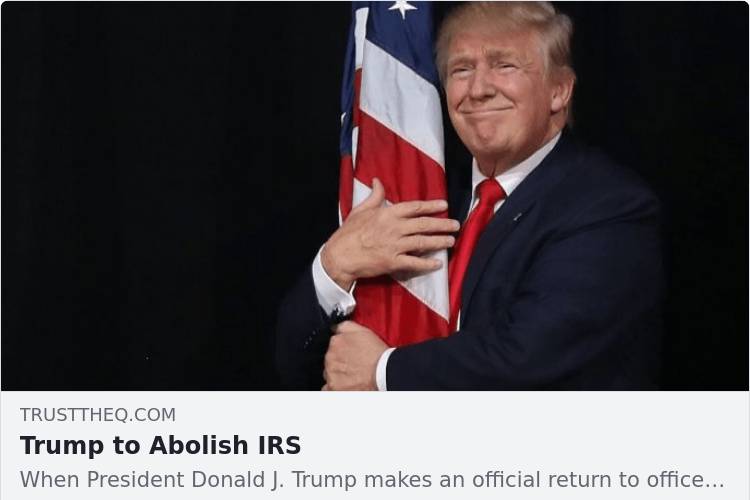 TRUSTTHEQ.COM
Trump to Abolish IRS
When President Donald J. Trump makes an official return to office…